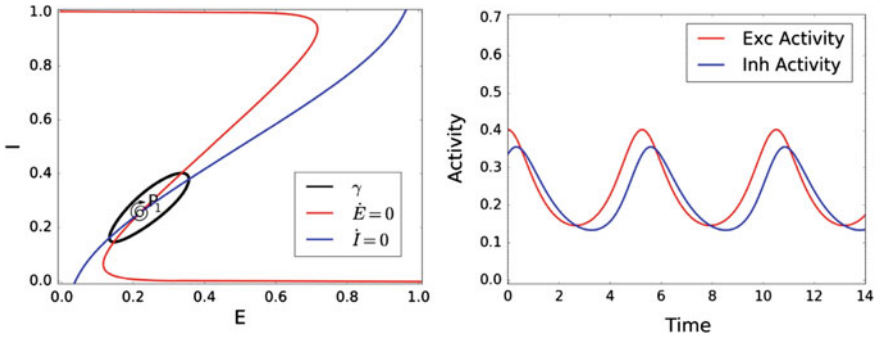 1.0
0.8
0.6
0.4
0.2
0.0
I
0.0 0.2 0.4 0.6 0.8 1.0
E
P₁
γ
Ė = 0
İ = 0
0.7
0.6
0.5
0.4
0.3
0.2
0.1
0.0
Activity
0 2 4 6 8 10 12 14
Time
Exc Activity
Inh Activity